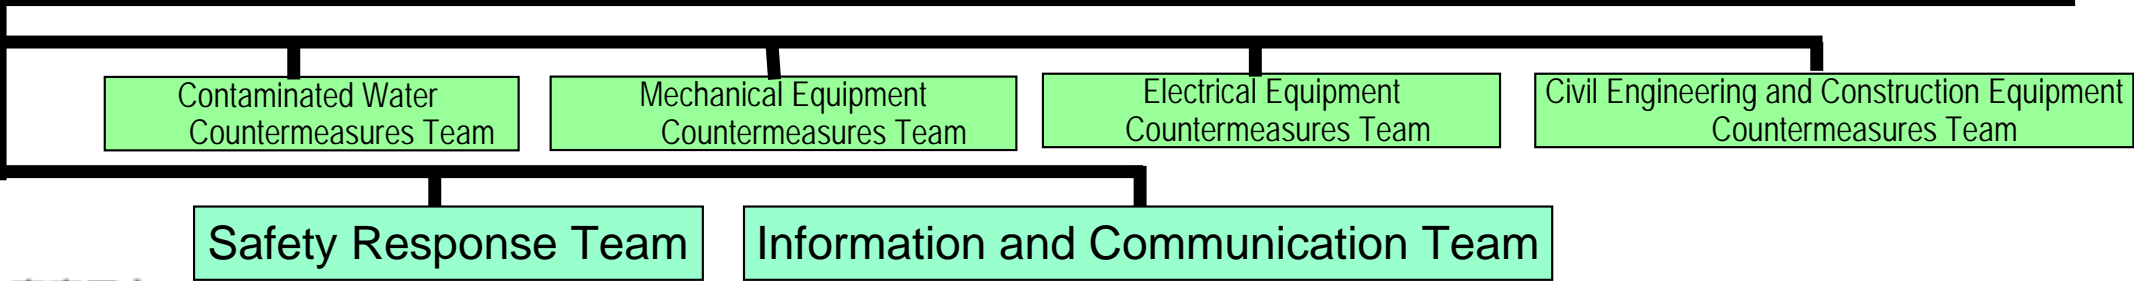 Contaminated Water
Countermeasures Team
Mechanical Equipment
Countermeasures Team
Electrical Equipment
Countermeasures Team
Civil Engineering and Construction Equipment
Countermeasures Team
Safety Response Team
Information and Communication Team